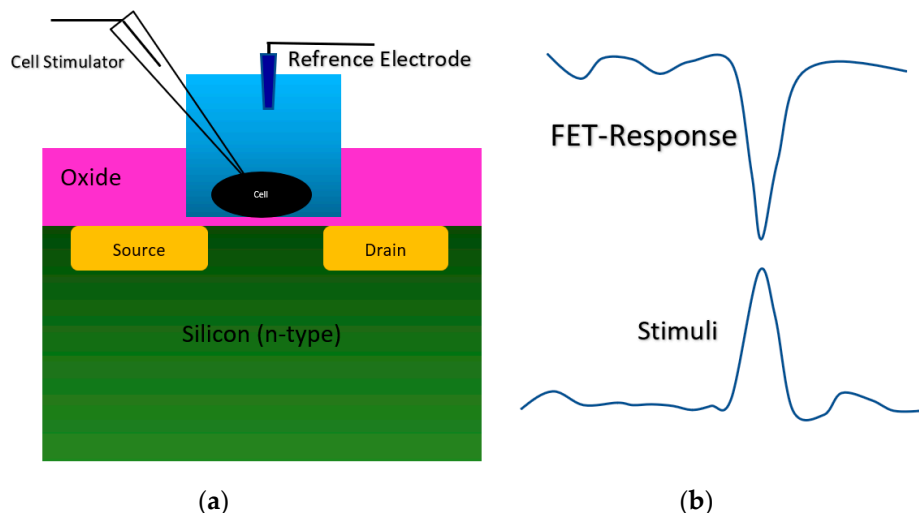 Cell Stimulator
Refrence Electrode
Oxide
Cell
Source
Drain
Silicon (n-type)
(a)
FET-Response
Stimuli
(b)